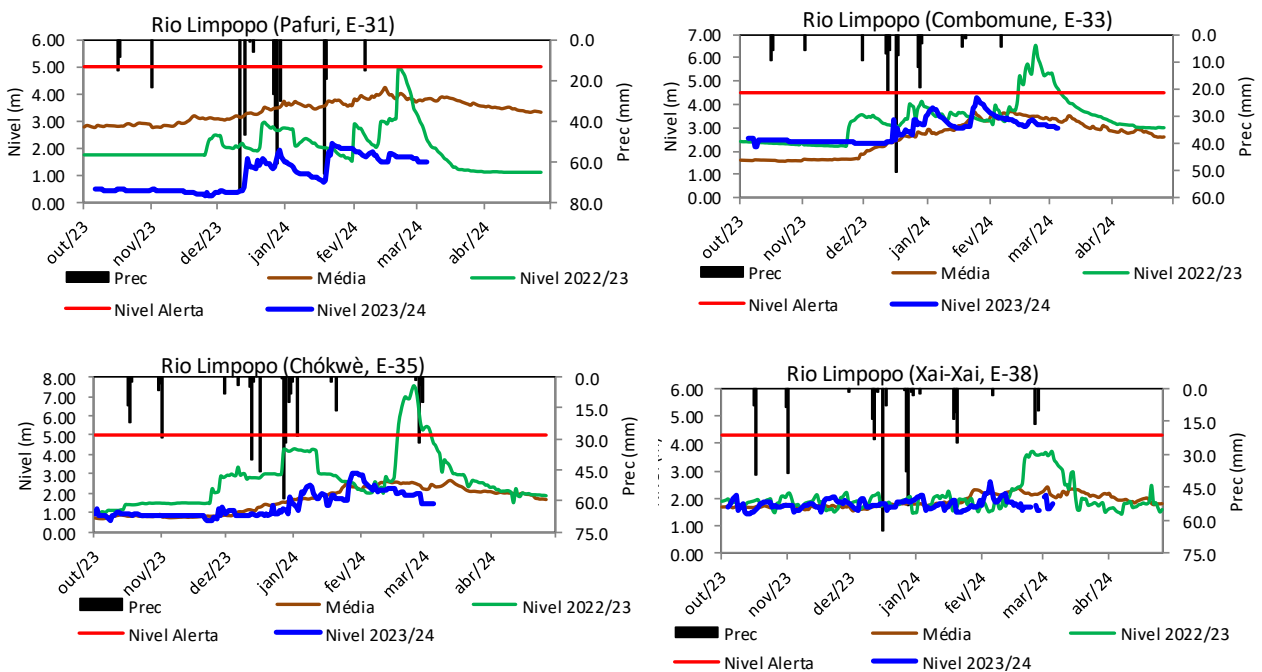 Rio Limpopo (Pafuri, E-31)
6.00
5.00
4.00
3.00
2.00
1.00
0.00
Nivel (m)
0.0
20.0
40.0
60.0
80.0
Prec (mm)
out/23
nov/23
dez/23
jan/24
fev/24
mar/24
abr/24
Prec
Média
Nivel 2022/23
Nivel Alerta
Nivel 2023/24
Rio Limpopo (Combomune, E-33)
7.00
6.00
5.00
4.00
3.00
2.00
1.00
0.00
Nivel (m)
0.0
10.0
20.0
30.0
40.0
50.0
60.0
Prec (mm)
out/23
nov/23
dez/23
jan/24
fev/24
mar/24
abr/24
Prec
Média
Nivel 2022/23
Nivel Alerta
Nivel 2023/24
Rio Limpopo (Chókwè, E-35)
8.00
7.00
6.00
5.00
4.00
3.00
2.00
1.00
0.00
Nivel (m)
0.0
15.0
30.0
45.0
60.0
75.0
Prec (mm)
out/23
nov/23
dez/23
jan/24
fev/24
mar/24
abr/24
Prec
Média
Nivel 2022/23
Nivel Alerta
Nivel 2023/24
Rio Limpopo (Xai-Xai, E-38)
6.00
5.00
4.00
3.00
2.00
1.00
0.00
0.0
15.0
30.0
45.0
60.0
75.0
Prec (mm)
out/23
nov/23
dez/23
jan/24
fev/24
mar/24
abr/24
Prec
Média
Nivel 2022/23
Nivel Alerta
Nivel 2023/24